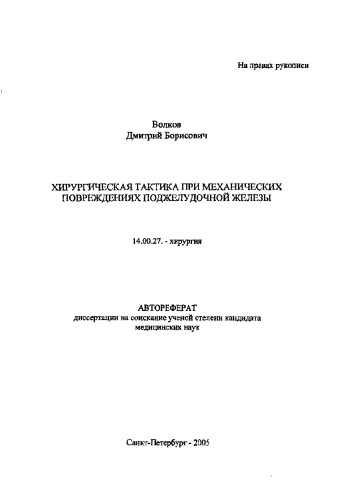 На правах рукописи
Волков
Дмитрий Борисович
ХИРУРГИЧЕСКАЯ ТАКТИКА ПРИ МЕХАНИЧЕСКИХ
ПОВРЕЖДЕНИЯХ ПОДЖЕЛУДОЧНОЙ ЖЕЛЕЗЫ
14.00.27. - хирургия
АВТОРЕФЕРАТ
диссертации на соискание ученой степени кандидата
медицинских наук
Санкт-Петербург - 2005